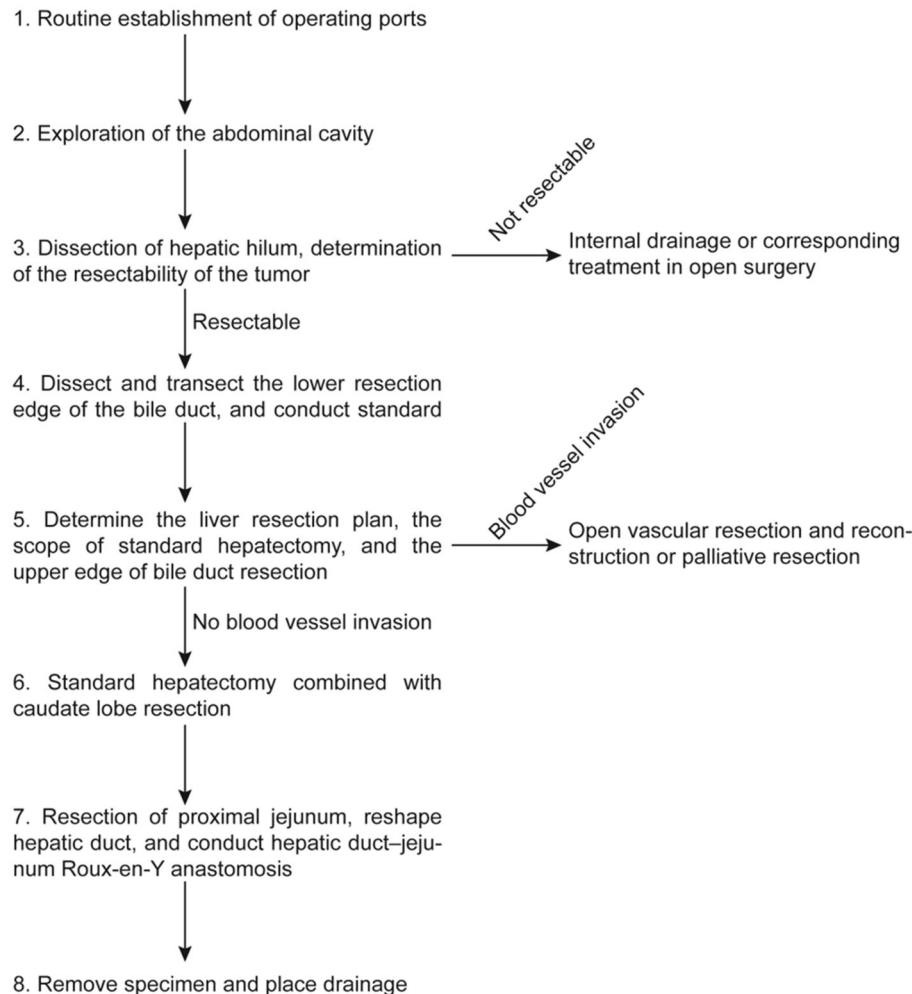 1. Routine establishment of operating ports
2. Exploration of the abdominal cavity
Not resectable
3. Dissection of hepatic hilum, determination
of the resectability of the tumor
Internal drainage or corresponding
treatment in open surgery
Resectable
4. Dissect and transect the lower resection
edge of the bile duct, and conduct standard
Blood vessel invasion
5. Determine the liver resection plan, the
scope of standard hepatectomy, and the
upper edge of bile duct resection
Open vascular resection and recon-
struction or palliative resection
No blood vessel invasion
6. Standard hepatectomy combined with
caudate lobe resection
7. Resection of proximal jejunum, reshape
hepatic duct, and conduct hepatic duct–jeju-
num Roux-en-Y anastomosis
8. Remove specimen and place drainage